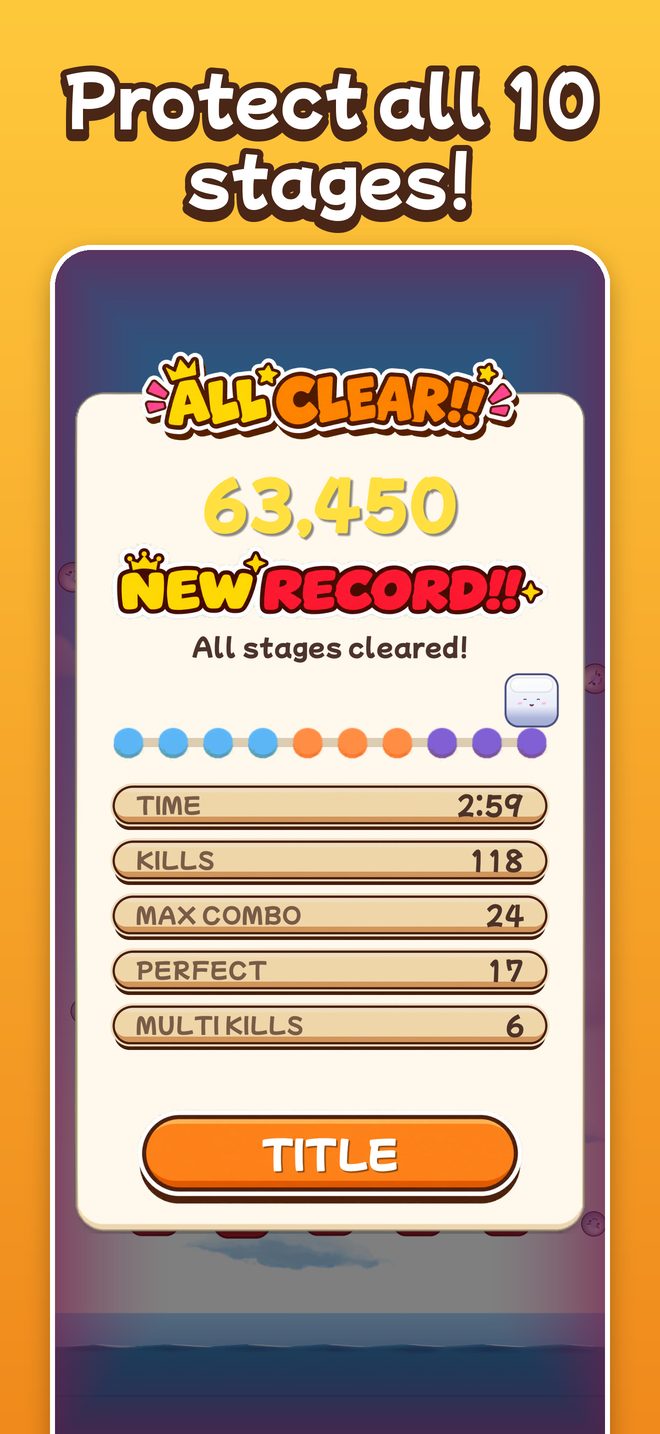 Protect all 10
stages!
ALL CLEAR!!
63,450
NEW RECORD!!
All stages cleared!
TIME 2:59
KILLS 118
MAX COMBO 24
PERFECT 17
MULTI KILLS 6
TITLE